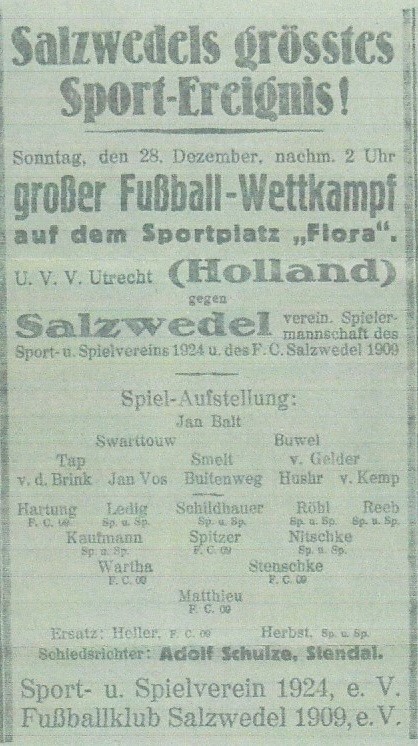 Salzwedels grösstes
Sport-Ereignis!
Sonntag, den 28. Dezember, nachm. 2 Uhr
großer Fußball-Wettkampf
auf dem Sportplatz „Flora“.
U. V. V. Utrecht (Holland)
gegen
Salzwedel verein. Spieler-
mannschaft des
Sport- u. Spielvereins 1924 u. des F. C. Salzwedel 1909
Spiel-Aufstellung:
Jan Balt
Swarttouw Buwel
Tap Smelt v. Gelder
v. d. Brink Jan Vos Buitenweg Hushr v. Kemp
Hartung Ledig Schildhauer Röhl Reeb
F. C. 09 Sp. u. Sp. Sp. u. Sp. Sp. u. Sp. Sp. u. Sp.
Kaufmann Spitzer Nitschke
Sp. u. Sp. F. C. 09 Sp. u. Sp.
Wartha Stenschke
F. C. 09 F. C. 09
Matthieu
F. C. 09
Ersatz: Heller, F. C. 09 Herbst, Sp. u. Sp.
Schiedsrichter: Adolf Schulze, Stendal.
Sport- u. Spielverein 1924, e. V.
Fußballklub Salzwedel 1909, e. V.